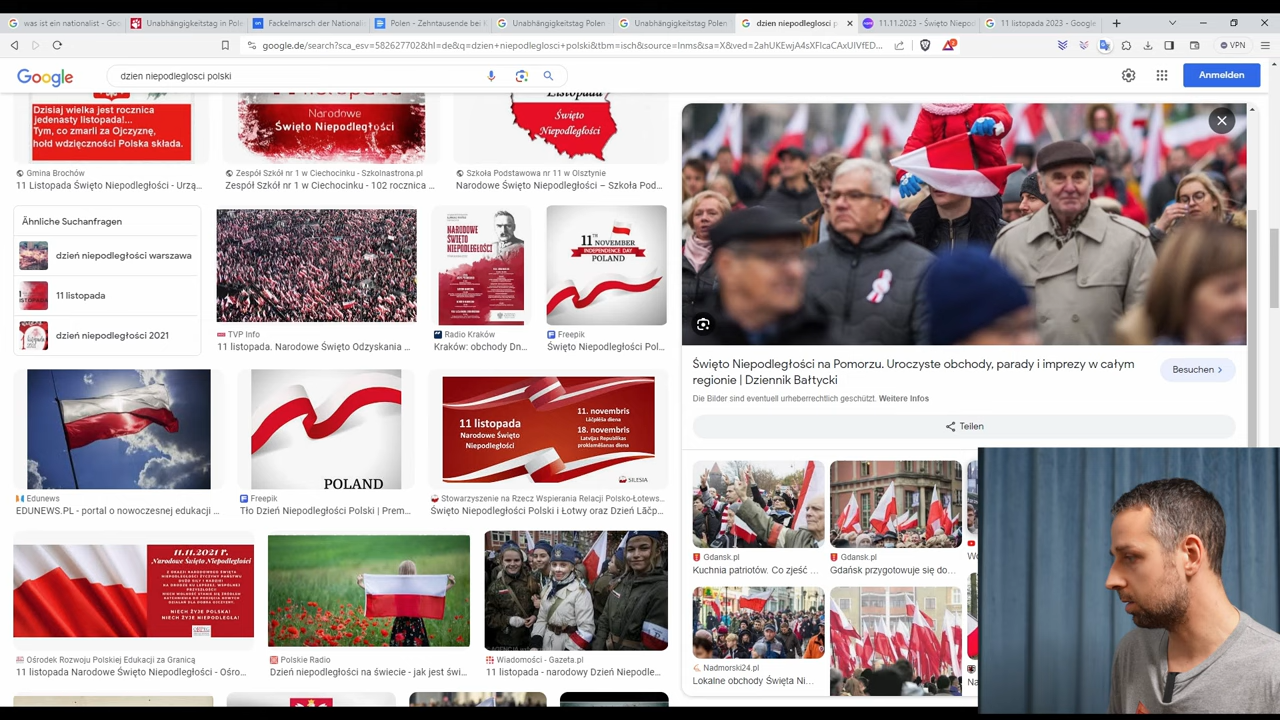 was ist ein nationalist - Goo
Unabhängigkeitstag in Pole
Fackelmarsch der Nationali
Polen - Zehntausende bei K
Unabhängigkeitstag Polen
Unabhängigkeitstag Polen
dzien niepodleglosci p
11.11.2023 - Święto Niepod
11 listopada 2023 - Google
google.de/search?sca_esv=582627702&hl=de&q=dzien+niepodleglosci+polski&tbm=isch&source=lnms&sa=X&ved=2ahUKEwjA4sXFlcaCAxUIVfED...
VPN
Google
dzien niepodleglosci polski
Anmelden
Dzisiaj wielka jest rocznica
jedenasty listopada!...
Tym, co zmarli za Ojczyznę,
hołd wdzięczności Polska składa.
Narodowe
Święto Niepodległości
Listopada
Święto
Niepodległości
Gmina Brochów
11 Listopada Święto Niepodległości - Urzą...
Zespół Szkół nr 1 w Ciechocinku - Szkolnastrona.pl
Zespół Szkół nr 1 w Ciechocinku - 102 rocznica ...
Szkoła Podstawowa nr 11 w Olsztynie
Narodowe Święto Niepodległości – Szkoła Pod...
Ähnliche Suchanfragen
dzień niepodległości warszawa
11 listopada
dzień niepodległości 2021
NARODOWE
ŚWIĘTO
NIEPODLEGŁOŚCI
11TH NOVEMBER
INDEPENDENCE DAY
POLAND
TVP Info
11 listopada. Narodowe Święto Odzyskania ...
Radio Kraków
Kraków: obchody Dn...
Freepik
Święto Niepodległości Pol...
POLAND
11 listopada
Narodowe Święto
Niepodległości
11. novembris
Lāčplēša diena
18. novembris
Latvijas Republikas
proklamēšanas diena
SILESIA
Edunews
EDUNEWS.PL - portal o nowoczesnej edukacji ...
Freepik
Tło Dzień Niepodległości Polski | Prem...
Stowarzyszenie na Rzecz Wspierania Relacji Polsko-Łotews...
Święto Niepodległości Polski i Łotwy oraz Dzień Lāčp...
11.11.2021 r.
Narodowe Święto Niepodległości
NIECH ŻYJE POLSKA!
NIECH ŻYJE NIEPODLEGŁA!
Ośrodek Rozwoju Polskiej Edukacji za Granicą
11 listopada Narodowe Święto Niepodległości - Ośro...
Polskie Radio
Dzień niepodległości na świecie - jak jest świ...
Wiadomości - Gazeta.pl
11 listopada - narodowy Dzień Niepodle...
Święto Niepodległości na Pomorzu. Uroczyste obchody, parady i imprezy w całym
regionie | Dziennik Bałtycki
Besuchen
Die Bilder sind eventuell urheberrechtlich geschützt. Weitere Infos
Teilen
Gdansk.pl
Kuchnia patriotów. Co zjeść ...
Gdansk.pl
Gdańsk przygotowuje się do...
Nadmorski24.pl
Lokalne obchody Święta Ni...